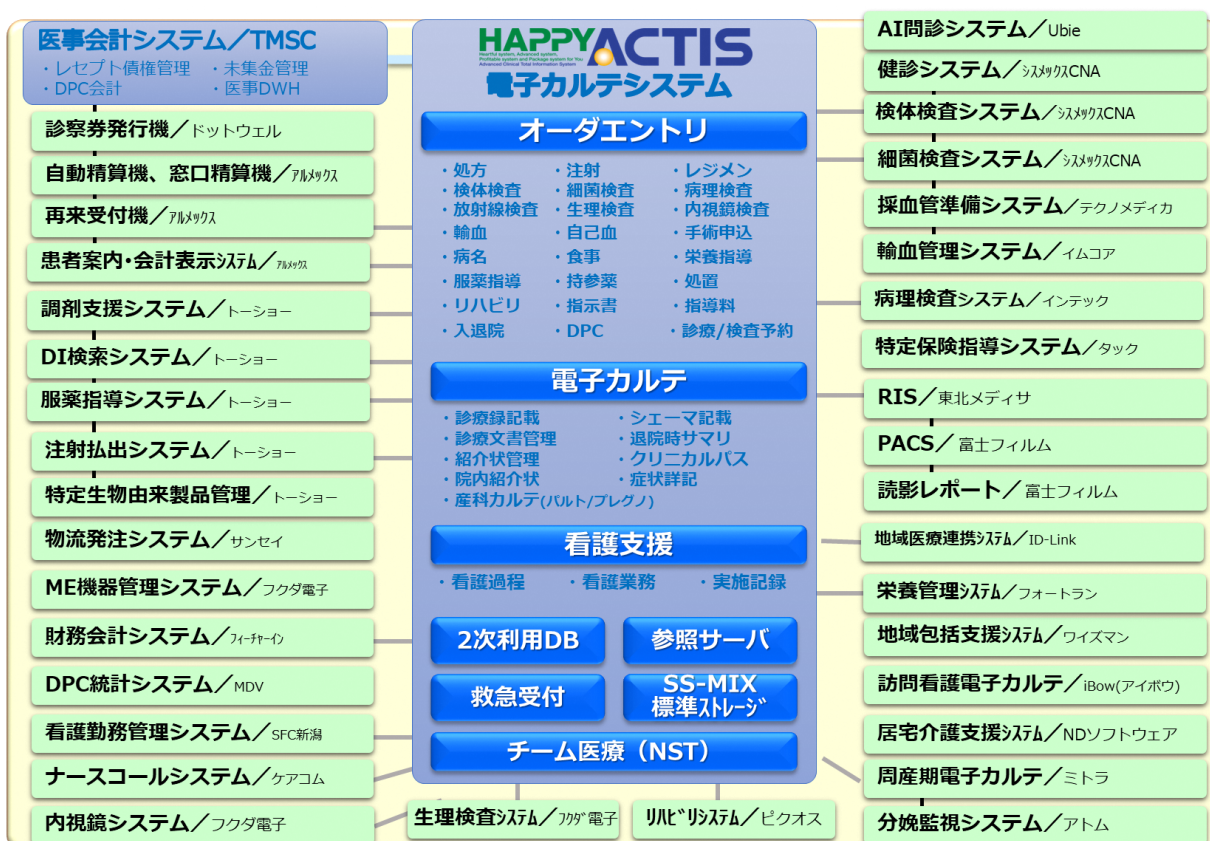 医事会計システム／TMSC
・レセプト債権管理　・未集金管理
・DPC会計　・医事DWH
診察券発行機／ドットウェル
自動精算機、窓口精算機／ｱﾙﾒｯｸｽ
再来受付機／ｱﾙﾒｯｸｽ
患者案内・会計表示ｼｽﾃﾑ／ｱﾙﾒｯｸｽ
調剤支援システム／トーショー
DI検索システム／トーショー
服薬指導システム／トーショー
注射払出システム／トーショー
特定生物由来製品管理／トーショー
物流発注システム／サンセイ
ME機器管理システム／フクダ電子
財務会計システム／ﾌｨｰﾁｬｰｲﾝ
DPC統計システム／MDV
看護勤務管理システム／SFC新潟
ナースコールシステム／ケアコム
内視鏡システム／フクダ電子
HAPPY ACTIS
Heartful system, Advanced system,
Profitable system and Package system for You
Advanced Clinical Total Information System
電子カルテシステム
オーダエントリ
・処方　・注射　・レジメン
・検体検査　・細菌検査　・病理検査
・放射線検査　・生理検査　・内視鏡検査
・輸血　・自己血　・手術申込
・病名　・食事　・栄養指導
・服薬指導　・持参薬　・処置
・リハビリ　・指示書　・指導料
・入退院　・DPC　・診療/検査予約
電子カルテ
・診療録記載　・シェーマ記載
・診療文書管理　・退院時サマリ
・紹介状管理　・クリニカルパス
・院内紹介状　・症状詳記
・産科カルテ(パルト/プレグノ)
看護支援
・看護過程　・看護業務　・実施記録
2次利用DB
参照サーバ
救急受付
SS-MIX
標準ｽﾄﾚｰｼﾞ
チーム医療（NST）
生理検査ｼｽﾃﾑ／ﾌｸﾀﾞ電子
ﾘﾊﾋﾞﾘｼｽﾃﾑ／ピクオス
AI問診システム／Ubie
健診システム／ｼｽﾒｯｸｽCNA
検体検査システム／ｼｽﾒｯｸｽCNA
細菌検査システム／ｼｽﾒｯｸｽCNA
採血管準備システム／テクノメディカ
輸血管理システム／イムコア
病理検査システム／インテック
特定保険指導システム／タック
RIS／東北メディサ
PACS／富士フィルム
読影レポート／富士フィルム
地域医療連携ｼｽﾃﾑ／ID-Link
栄養管理ｼｽﾃﾑ／フォートラン
地域包括支援ｼｽﾃﾑ／ワイズマン
訪問看護電子カルテ／iBow(アイボウ)
居宅介護支援ｼｽﾃﾑ／NDソフトウェア
周産期電子カルテ／ミトラ
分娩監視システム／アトム